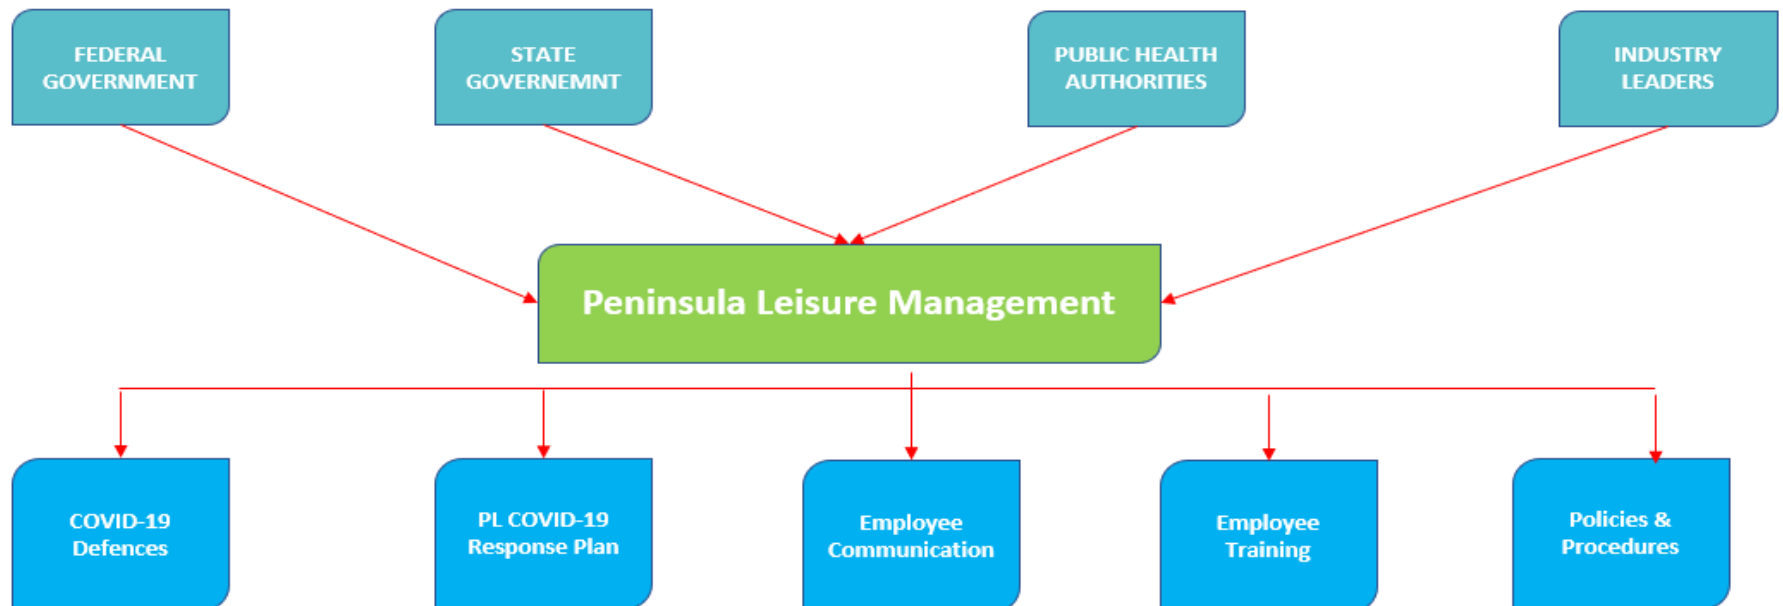 FEDERAL
GOVERNMENT
STATE
GOVERNEMNT
PUBLIC HEALTH
AUTHORITIES
INDUSTRY
LEADERS
Peninsula Leisure Management
COVID-19
Defences
PL COVID-19
Response Plan
Employee
Communication
Employee
Training
Policies &
Procedures